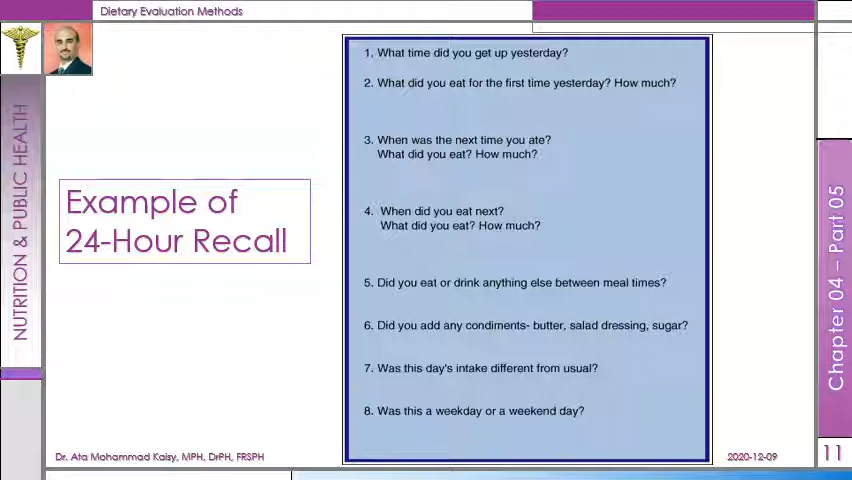 Dietary Evaluation Methods
NUTRITION & PUBLIC HEALTH
Example of
24-Hour Recall
1. What time did you get up yesterday?
2. What did you eat for the first time yesterday? How much?
3. When was the next time you ate?
What did you eat? How much?
4. When did you eat next?
What did you eat? How much?
5. Did you eat or drink anything else between meal times?
6. Did you add any condiments- butter, salad dressing, sugar?
7. Was this day's intake different from usual?
8. Was this a weekday or a weekend day?
Chapter 04 – Part 05
Dr. Ata Mohammad Kaisy, MPH, DrPH, FRSPH
2020-12-09
11